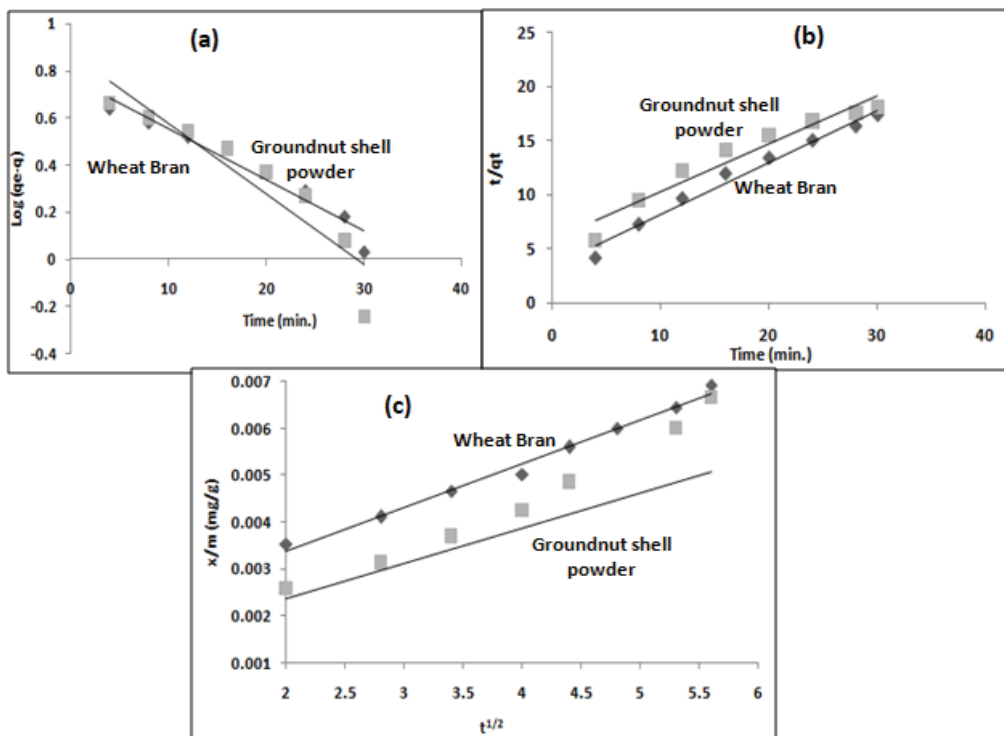 (a)
1
0.8
0.6
0.4
0.2
0
-0.2
-0.4
Log (qe-q)
Groundnut shell
powder
Wheat Bran
0 10 20 30 40
Time (min.)
(b)
25
20
15
10
5
0
t/qt
Groundnut shell
powder
Wheat Bran
0 10 20 30 40
Time (min.)
(c)
0.007
0.006
0.005
0.004
0.003
0.002
0.001
x/m (mg/g)
Wheat Bran
Groundnut shell
powder
2 2.5 3 3.5 4 4.5 5 5.5 6
t^1/2